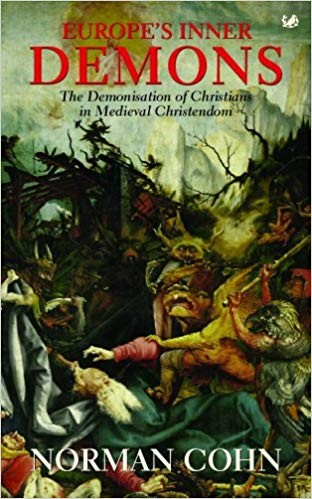 EUROPE'S INNER
DEMONS
The Demonisation of Christians
in Medieval Christendom
NORMAN COHN